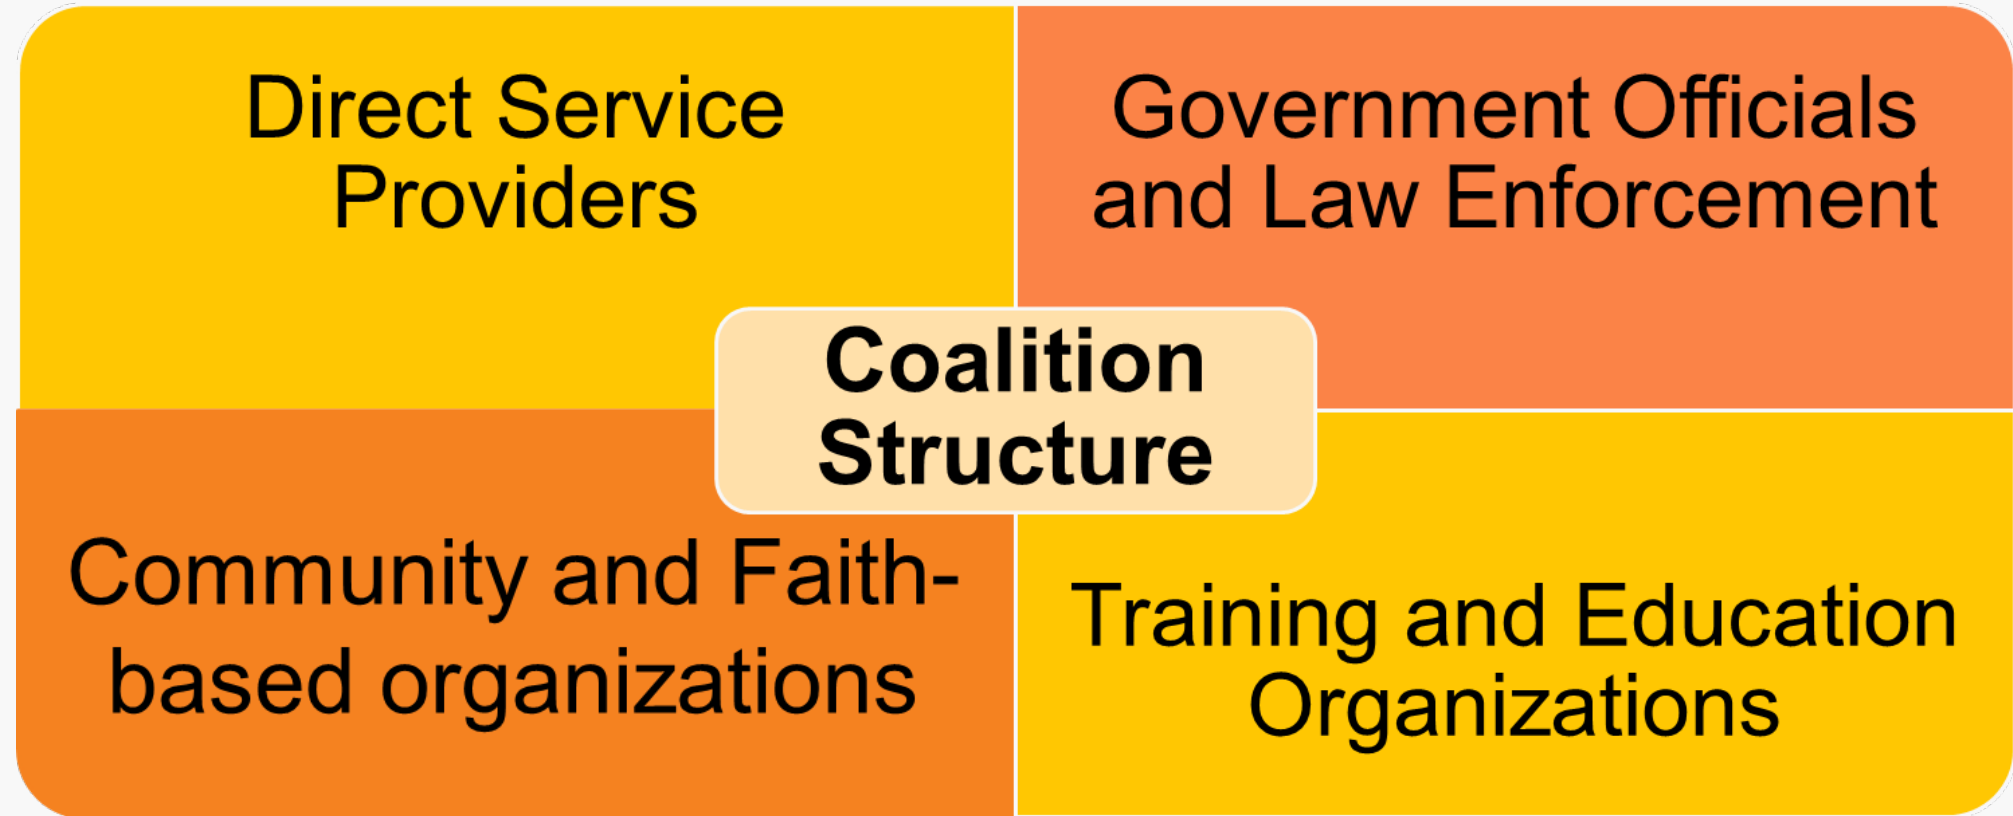 Direct Service
Providers
Government Officials
and Law Enforcement
Coalition
Structure
Community and Faith-
based organizations
Training and Education
Organizations